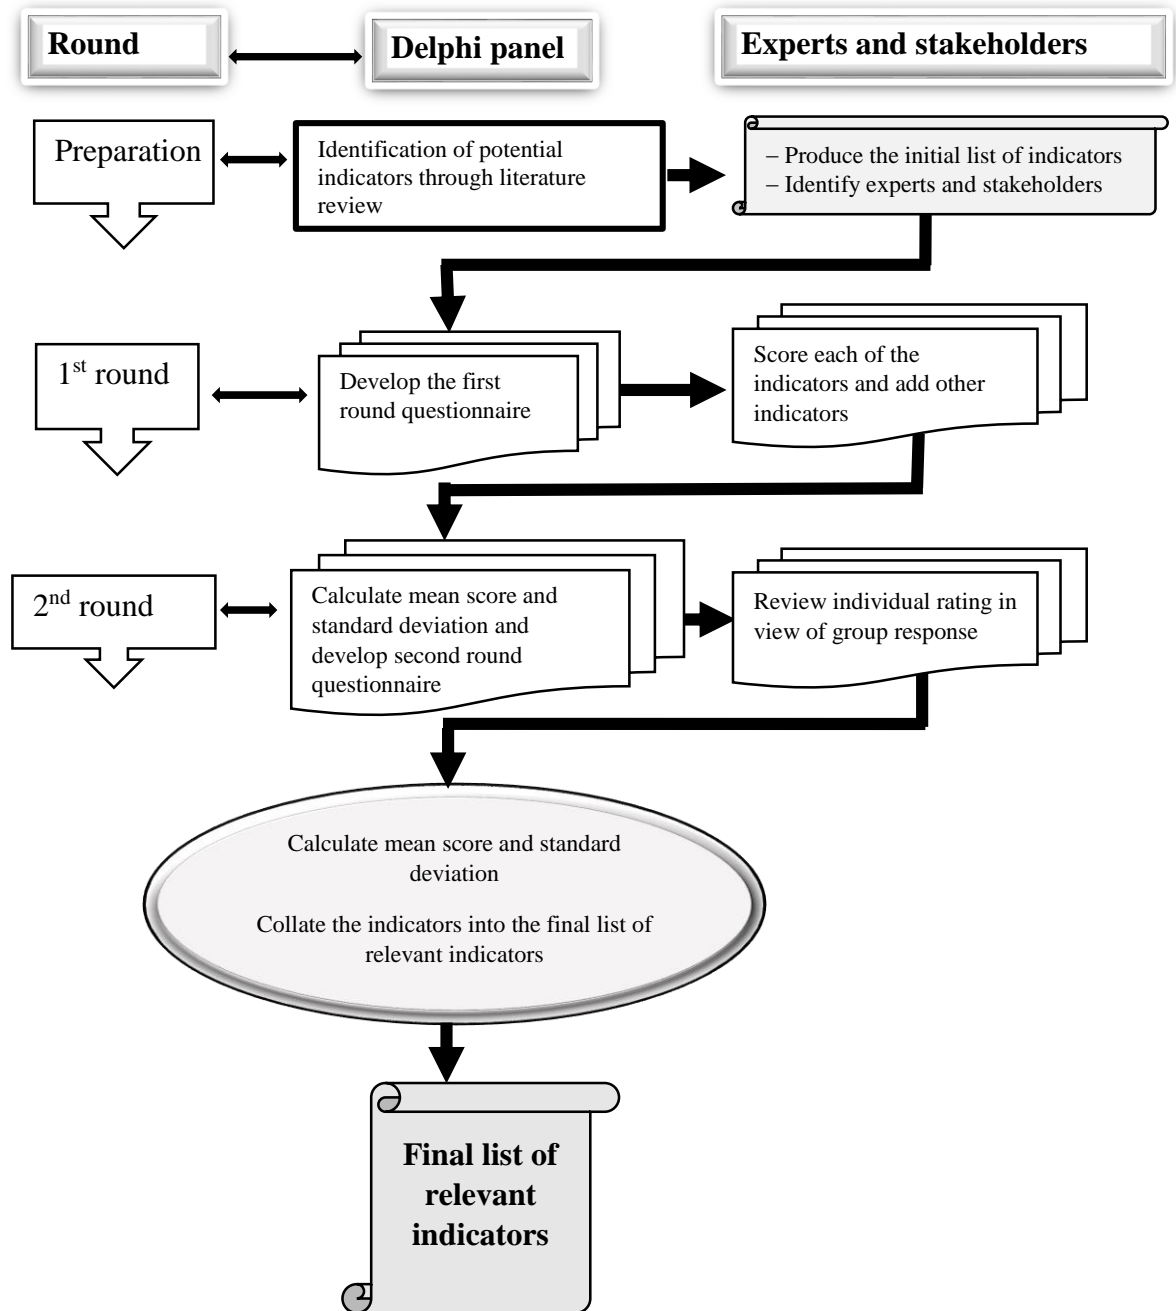 Round
Delphi panel
Experts and stakeholders
Preparation
Identification of potential
indicators through literature
review
– Produce the initial list of indicators
– Identify experts and stakeholders
1st round
Develop the first
round questionnaire
Score each of the
indicators and add other
indicators
2nd round
Calculate mean score and
standard deviation and
develop second round
questionnaire
Review individual rating in
view of group response
Calculate mean score and standard
deviation
Collate the indicators into the final list of
relevant indicators
Final list of
relevant
indicators